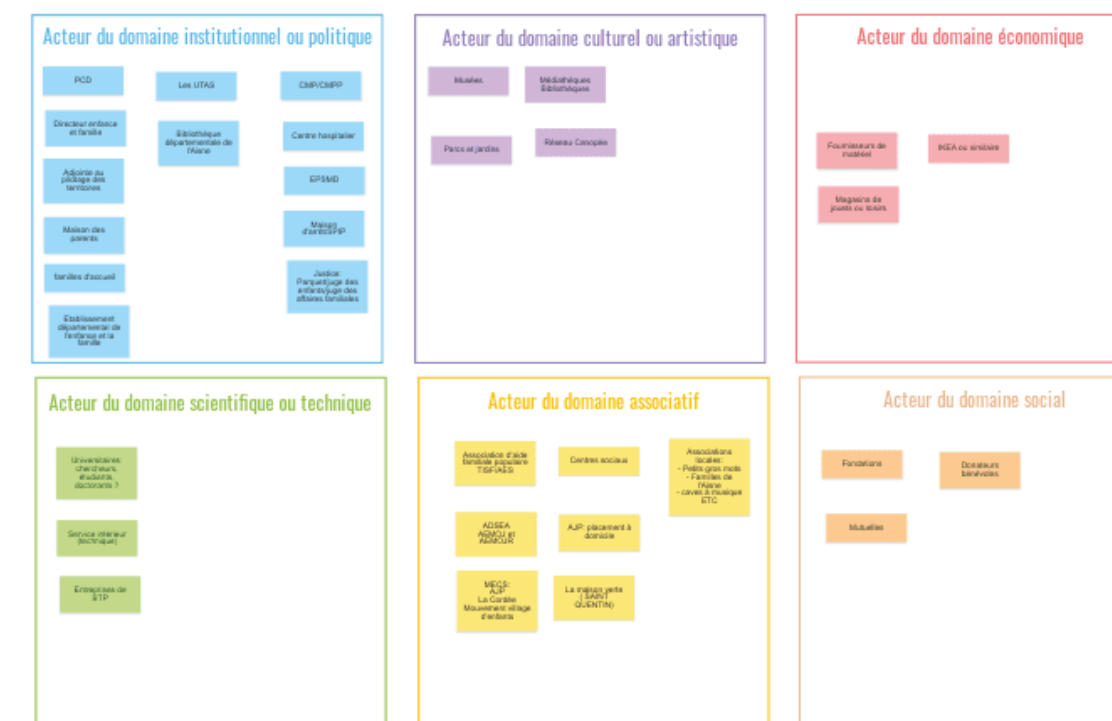 Acteur du domaine institutionnel ou politique
PCD
Directeur enfance
et famille
Adjointe au
pilotage des
territoires
Maison des
parents
familles d'accueil
Etablissement
départemental de
l'enfance et la
famille
Les UTAS
Bibliothèque
départementale de
l'Aisne
CMP/CMPP
Centre hospitalier
EPSMD
Maison
Justice:
Parquet/juge des
enfants/juge des
affaires familiales
Acteur du domaine culturel ou artistique
Musées
Médiathèques
Bibliothèques
Parcs et jardins
Réseau Canopée
Acteur du domaine économique
Fournisseurs de
matériel
IKEA ou similaire
Magasins de
jouets ou loisirs
Acteur du domaine scientifique ou technique
Universitaires:
chercheurs,
étudiants,
doctorants ?
Service intérieur
(technique)
Entreprises de
BTP
Acteur du domaine associatif
Association d'aide
familiale populaire
TISF/AES
Centres sociaux
Associations
locales:
- Petits gros mots
- Familles de
l'Aisne
- caves à musique
ETC
ADSEA
AEMOJ et
AEMOJR
AJP: placement à
domicile
MECS:
AJP
La Cordée
Mouvement village
d'enfants
La maison verte
( SAINT
QUENTIN)
Acteur du domaine social
Fondations
Donateurs
bénévoles
Mutuelles